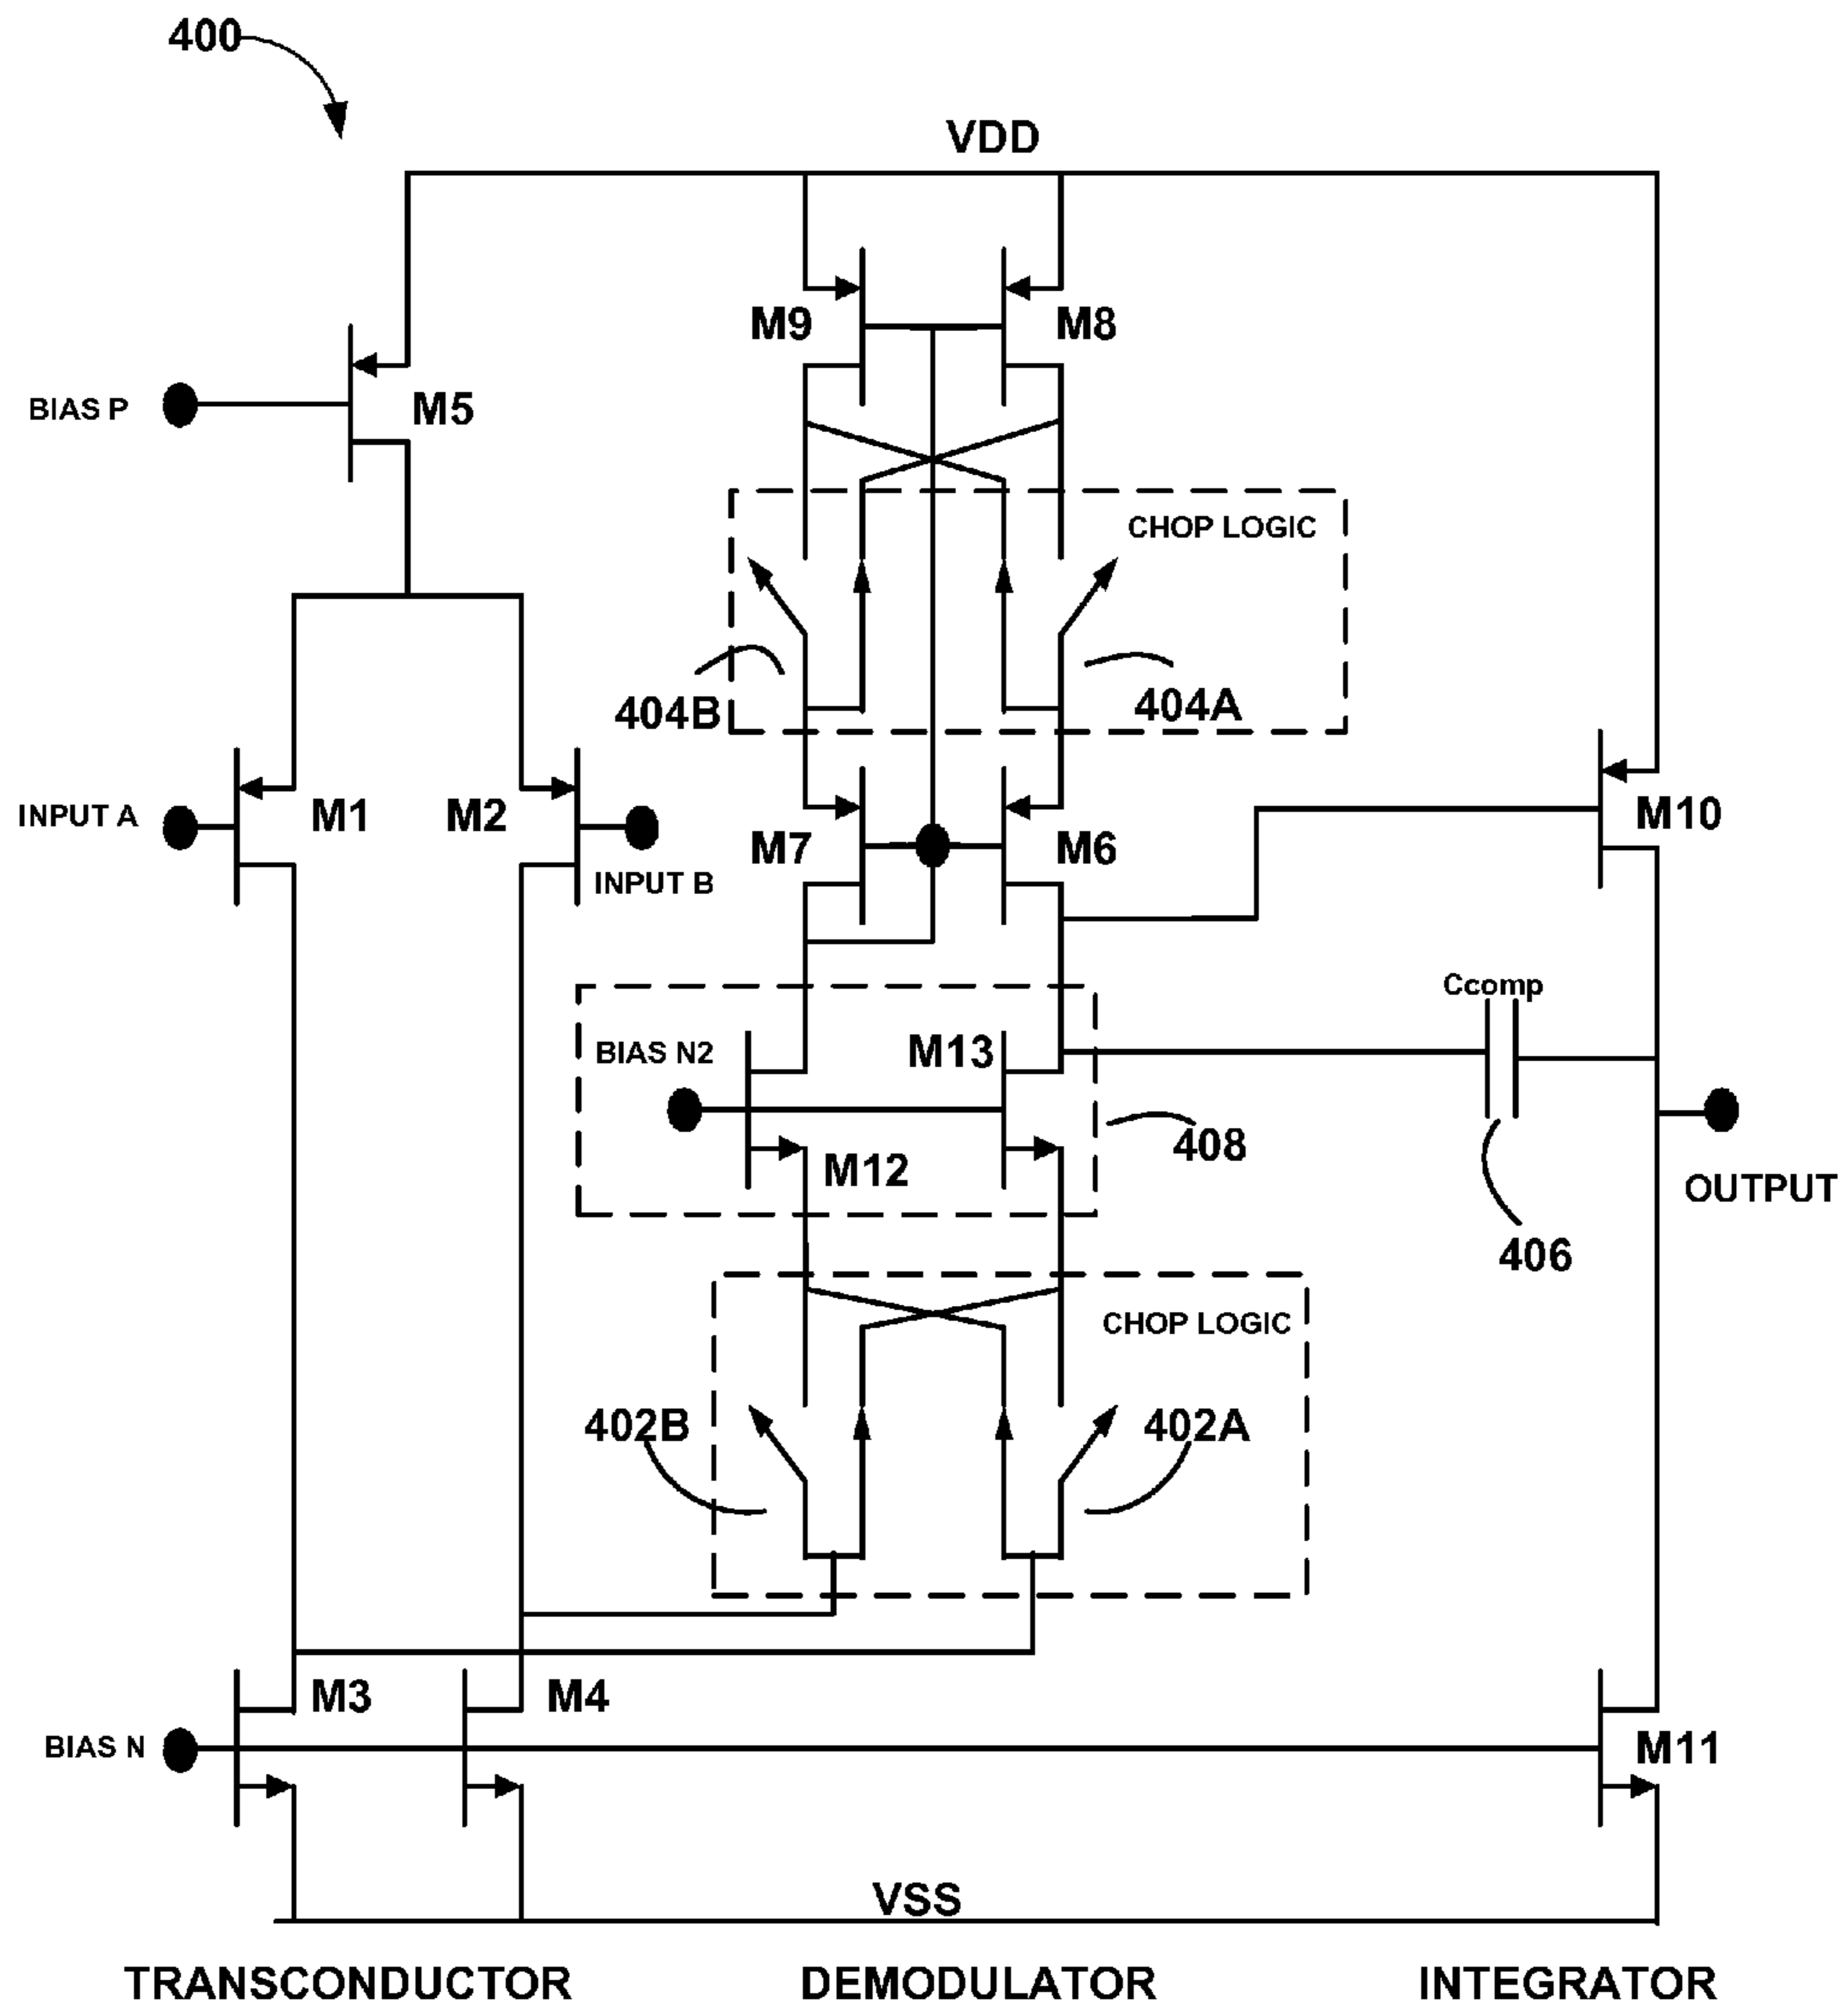 400
VDD
M9
M8
BIAS P
M5
CHOP LOGIC
404B
404A
INPUT A
M1
M2
M10
M7
M6
INPUT B
Ccomp
BIAS N2
M13
408
M12
OUTPUT
406
CHOP LOGIC
402B
402A
M3
M4
BIAS N
M11
VSS
TRANSCONDUCTOR
DEMODULATOR
INTEGRATOR